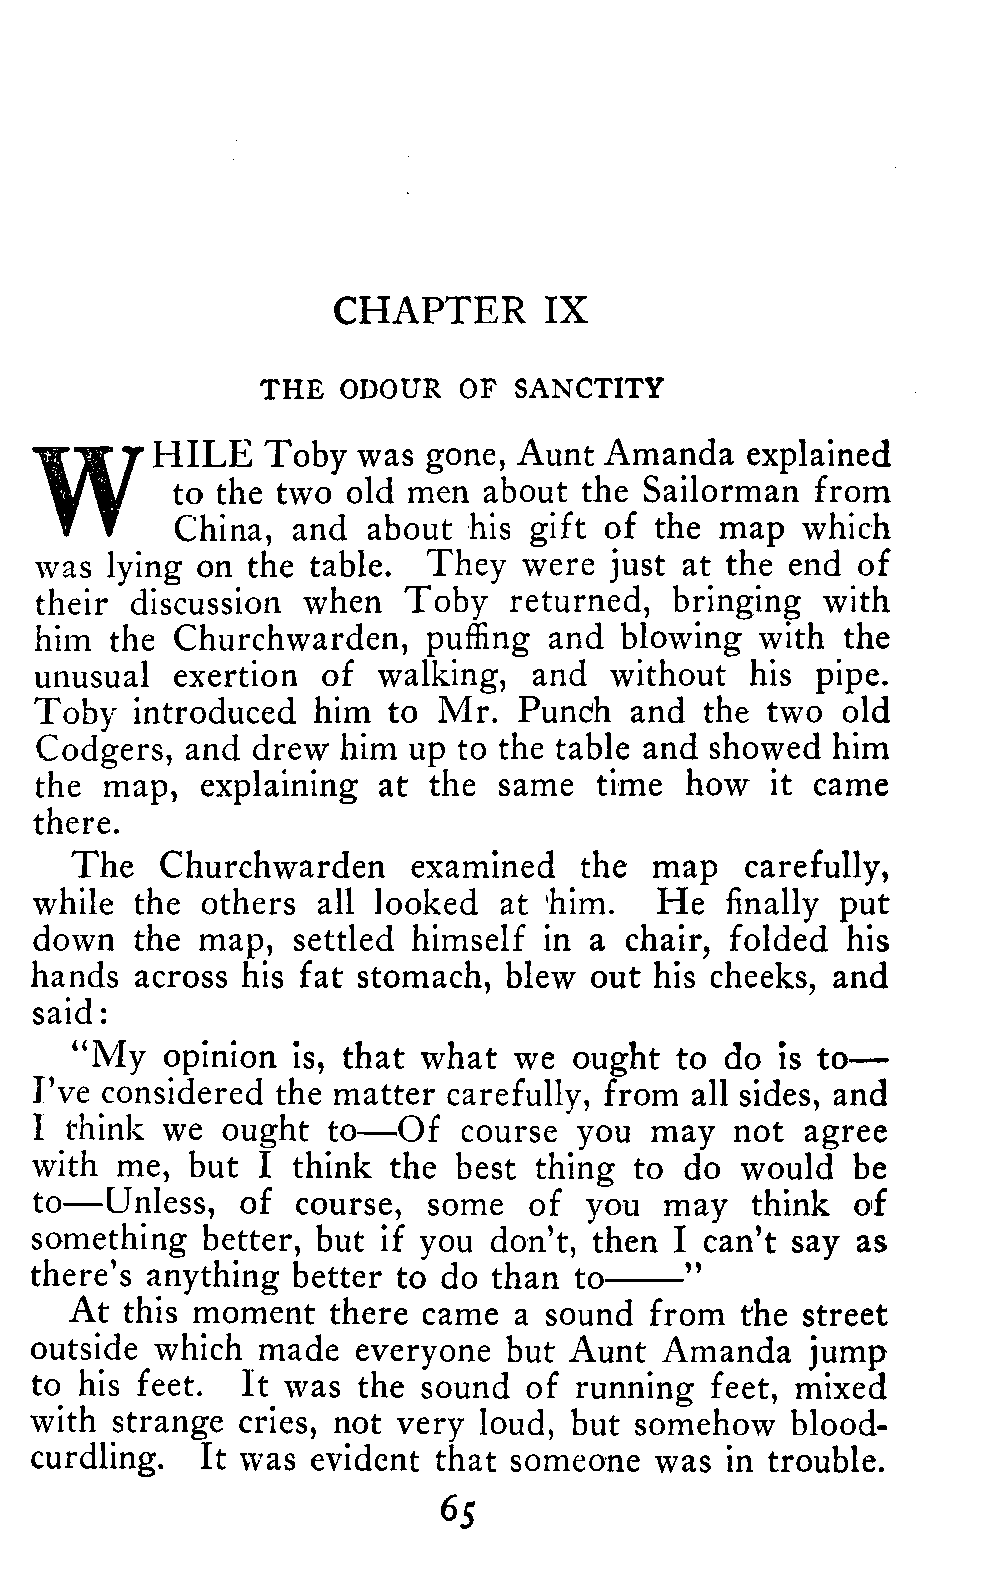 CHAPTER IX
THE ODOUR OF SANCTITY
WHILE Toby was gone, Aunt Amanda explained
to the two old men about the Sailorman from
China, and about his gift of the map which
was lying on the table. They were just at the end of
their discussion when Toby returned, bringing with
him the Churchwarden, puffing and blowing with the
unusual exertion of walking, and without his pipe.
Toby introduced him to Mr. Punch and the two old
Codgers, and drew him up to the table and showed him
the map, explaining at the same time how it came
there.
The Churchwarden examined the map carefully,
while the others all looked at him. He finally put
down the map, settled himself in a chair, folded his
hands across his fat stomach, blew out his cheeks, and
said:
"My opinion is, that what we ought to do is to—
I've considered the matter carefully, from all sides, and
I think we ought to—Of course you may not agree
with me, but I think the best thing to do would be
to—Unless, of course, some of you may think of
something better, but if you don't, then I can't say as
there's anything better to do than to——"
At this moment there came a sound from the street
outside which made everyone but Aunt Amanda jump
to his feet. It was the sound of running feet, mixed
with strange cries, not very loud, but somehow blood-
curdling. It was evident that someone was in trouble.
65